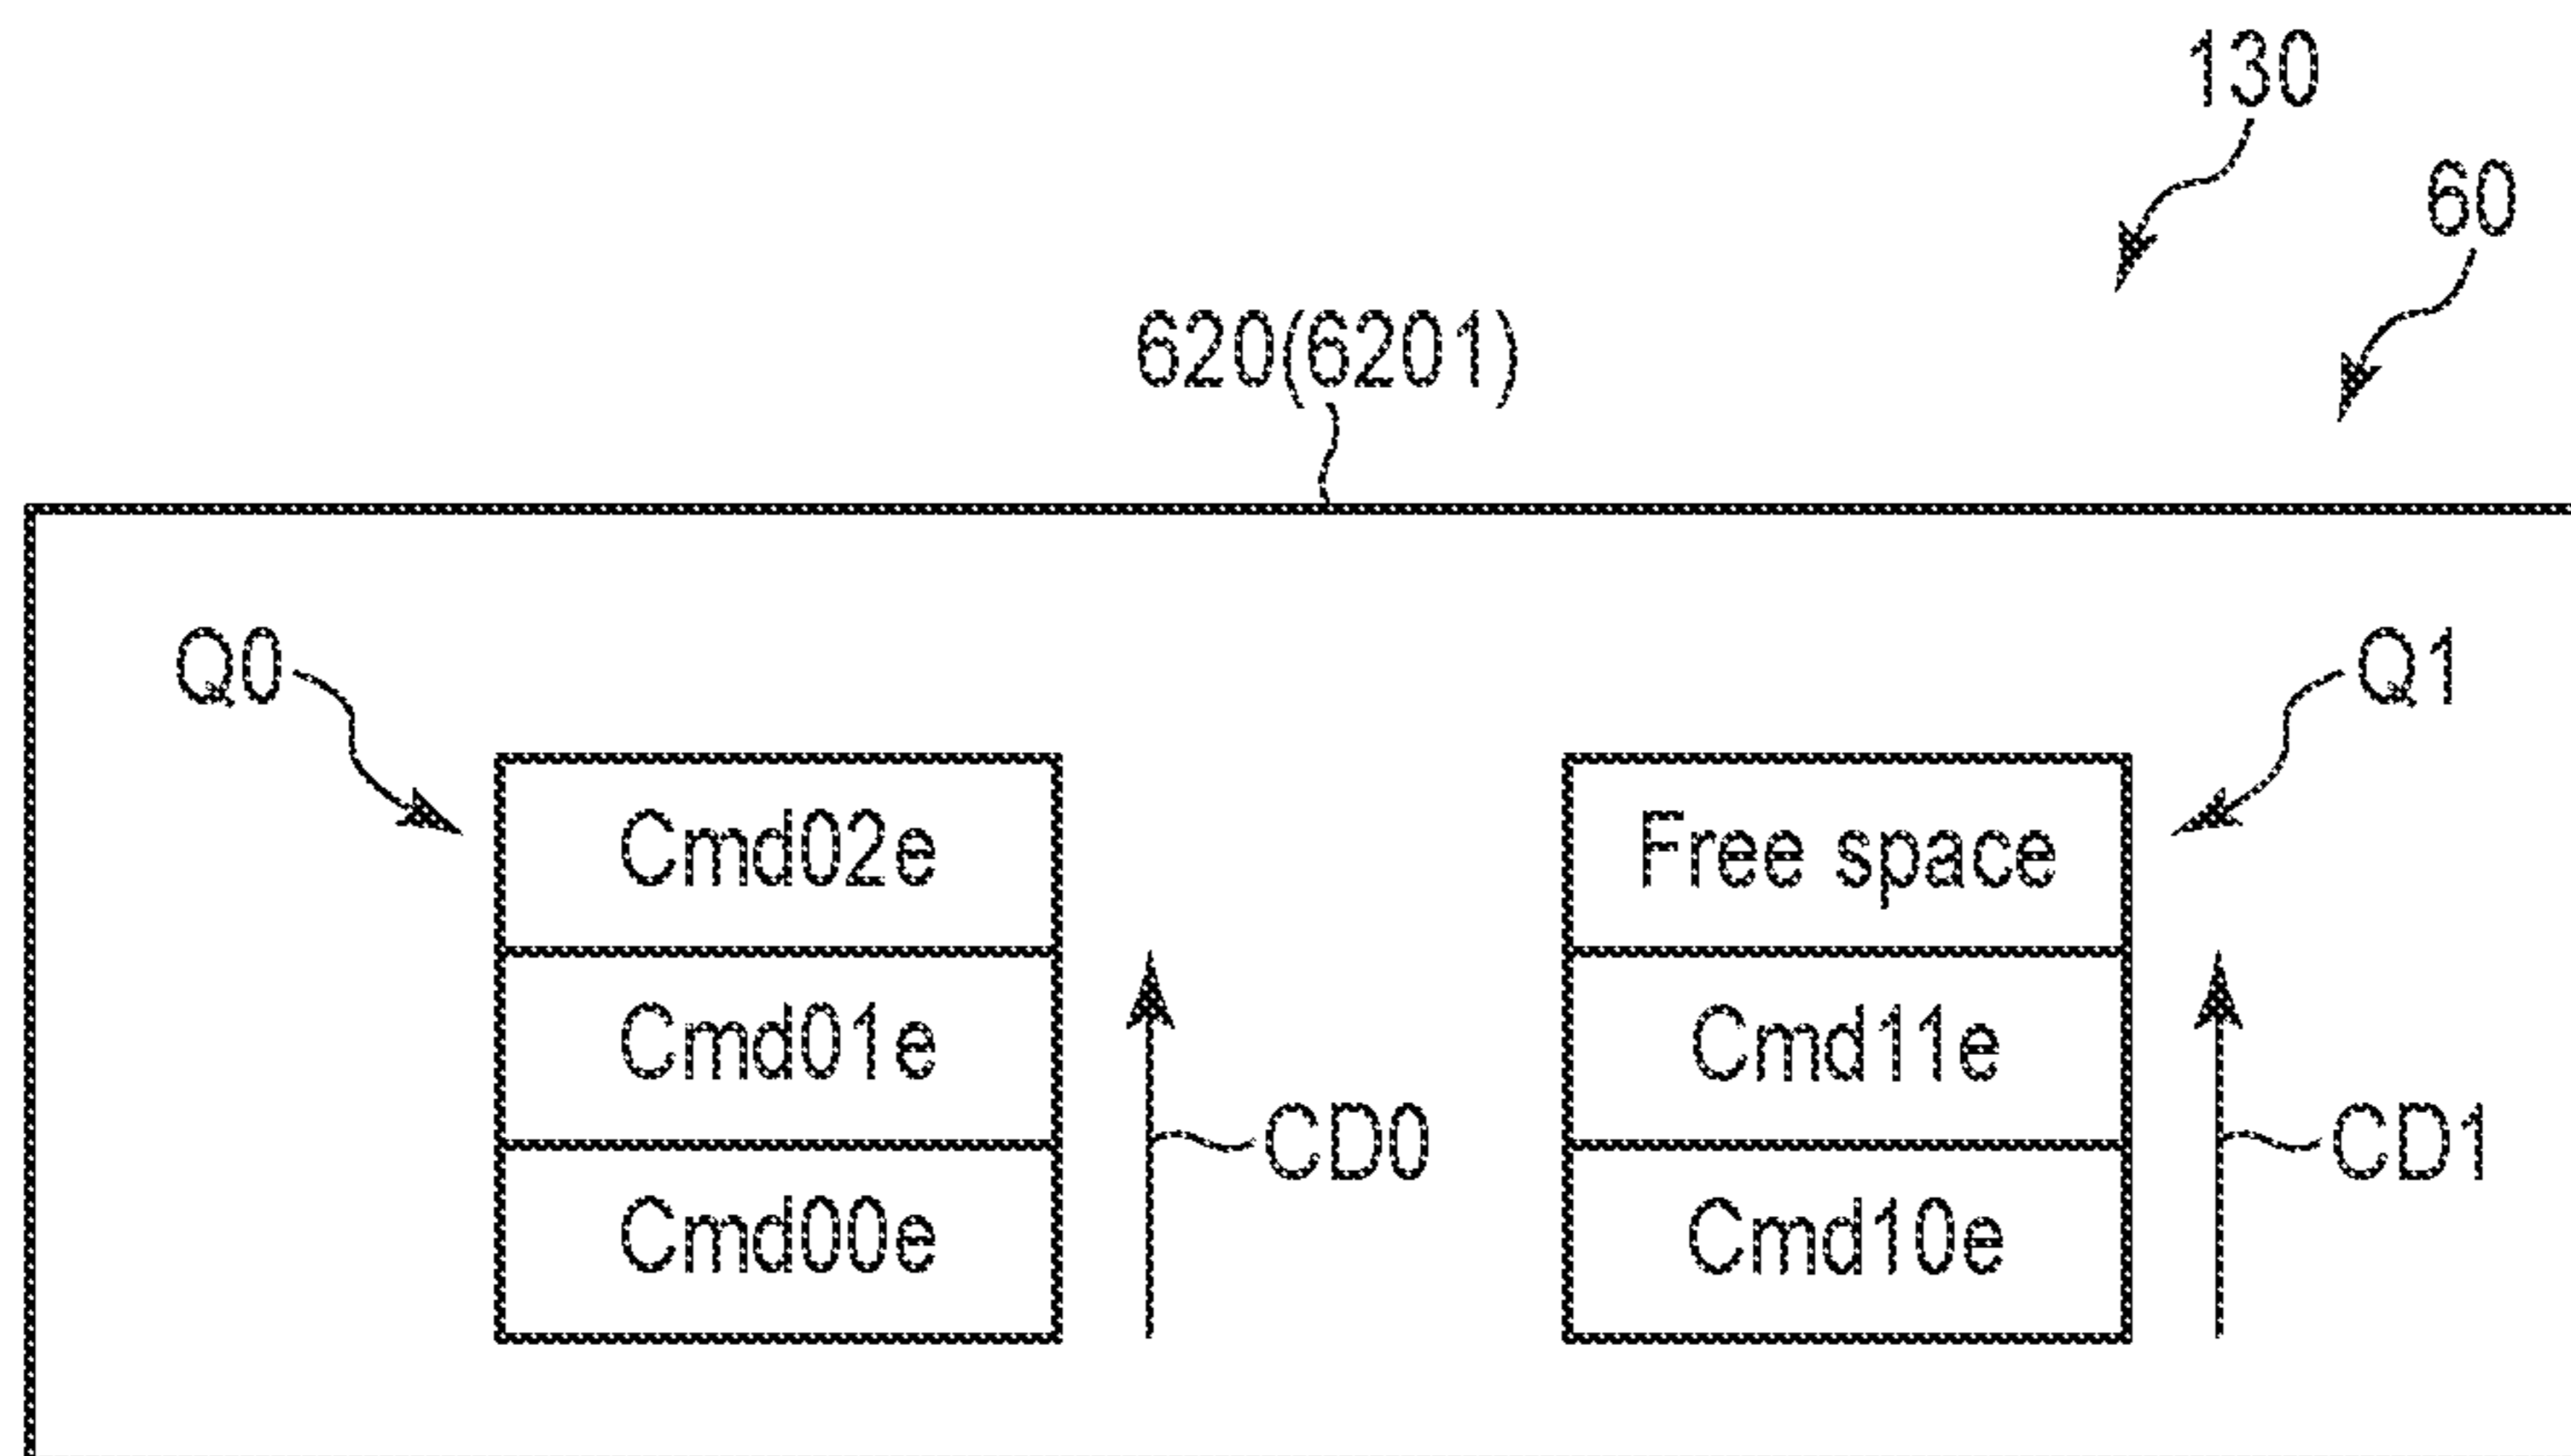 130
60
620(6201)
Q0
Q1
Cmd02e
Free space
Cmd01e
Cmd11e
CD0
CD1
Cmd00e
Cmd10e